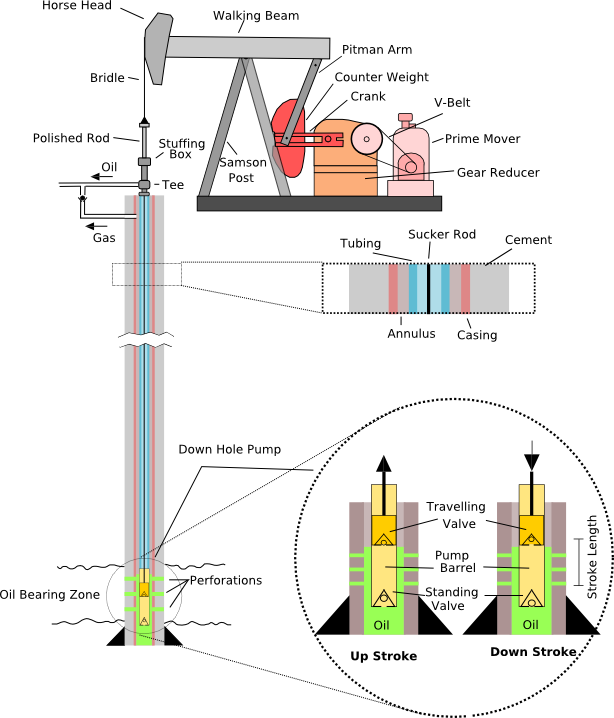 Horse Head
Walking Beam
Pitman Arm
Bridle
Counter Weight
Crank
V-Belt
Polished Rod
Stuffing
Box
Prime Mover
Samson
Post
Oil
Tee
Gear Reducer
Gas
Sucker Rod
Tubing
Cement
Annulus
Casing
Down Hole Pump
Travelling
Valve
Stroke Length
Pump
Barrel
Perforations
Oil Bearing Zone
Standing
Valve
Oil
Oil
Up Stroke
Down Stroke